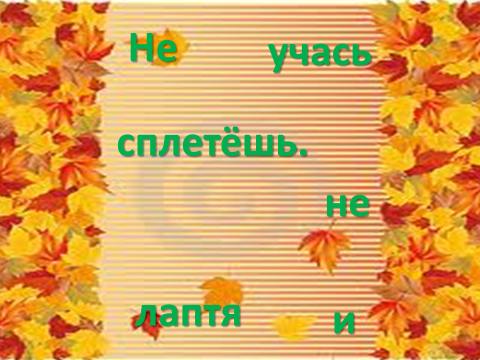 Не учась
сплетёшь.
не
лаптя и